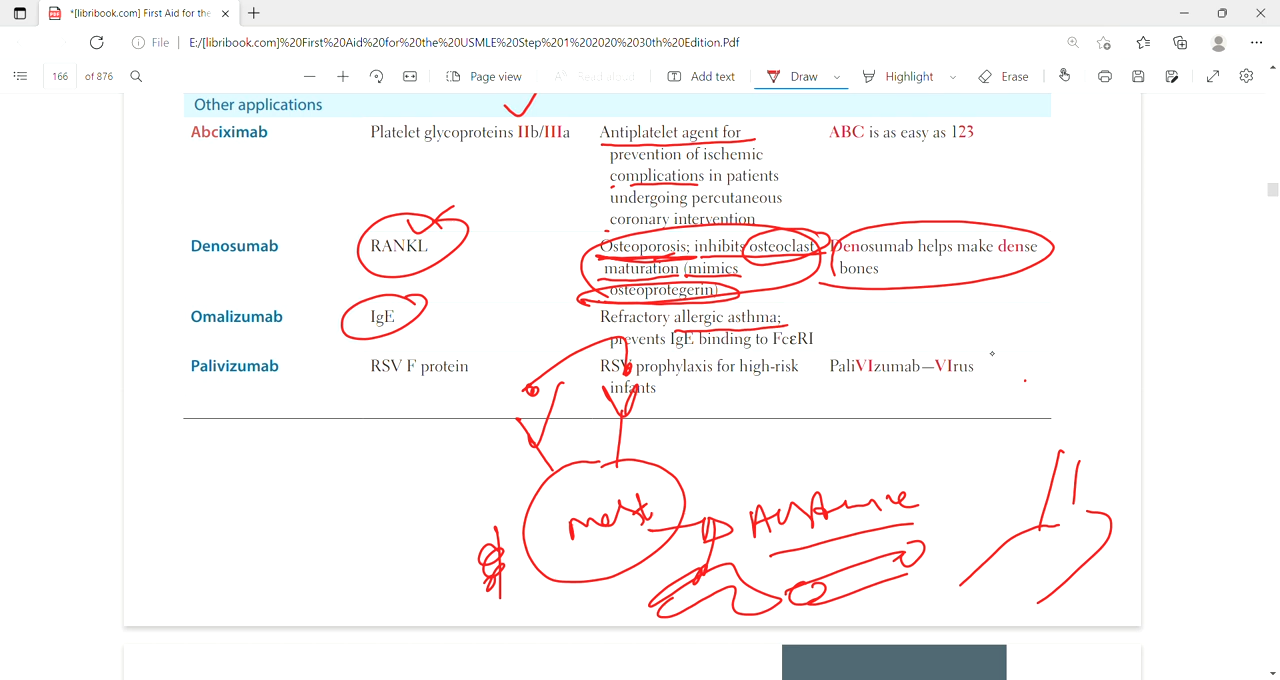 *[libribook.com] First Aid for the
File E:/[libribook.com]%20First%20Aid%20for%20the%20USMLE%20Step%201%202020%2030th%20Edition.Pdf
166 of 876 Page view Read aloud Add text Draw Highlight Erase
Other applications
Abciximab Platelet glycoproteins IIb/IIIa Antiplatelet agent for ABC is as easy as 123
prevention of ischemic
complications in patients
undergoing percutaneous
coronary intervention
Denosumab RANKL Osteoporosis; inhibits osteoclast Denosumab helps make dense
maturation (mimics bones
osteoprotegerin)
Omalizumab IgE Refractory allergic asthma;
prevents IgE binding to FcεRI
Palivizumab RSV F protein RSV prophylaxis for high-risk PaliVIzumab—VIrus
infants